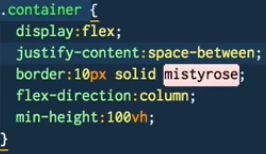 .container {
display:flex;
justify-content:space-between;
border:10px solid mistyrose;
flex-direction:column;
min-height:100vh;
}